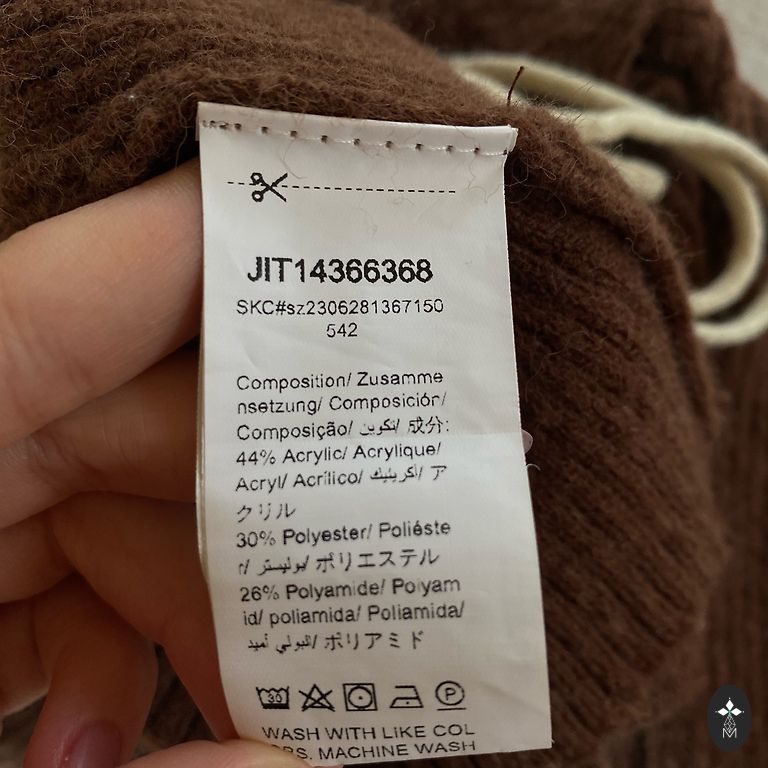 JIT14366368
SKC#sz2306281367150
542
Composition/ Zusamme
nsetzung/ Composición/
Composição/ تكوين/ 成分:
44% Acrylic/ Acrylique/
Acryl/ Acrílico/ أكريليك/ ア
クリル
30% Polyester/ Poliéste
r/ بوليستر/ ポリエステル
26% Polyamide/ Polyam
id/ poliamida/ Poliamida/
البولي أميد/ ポリアミド
30 P
WASH WITH LIKE COL
ORS. MACHINE WASH
M